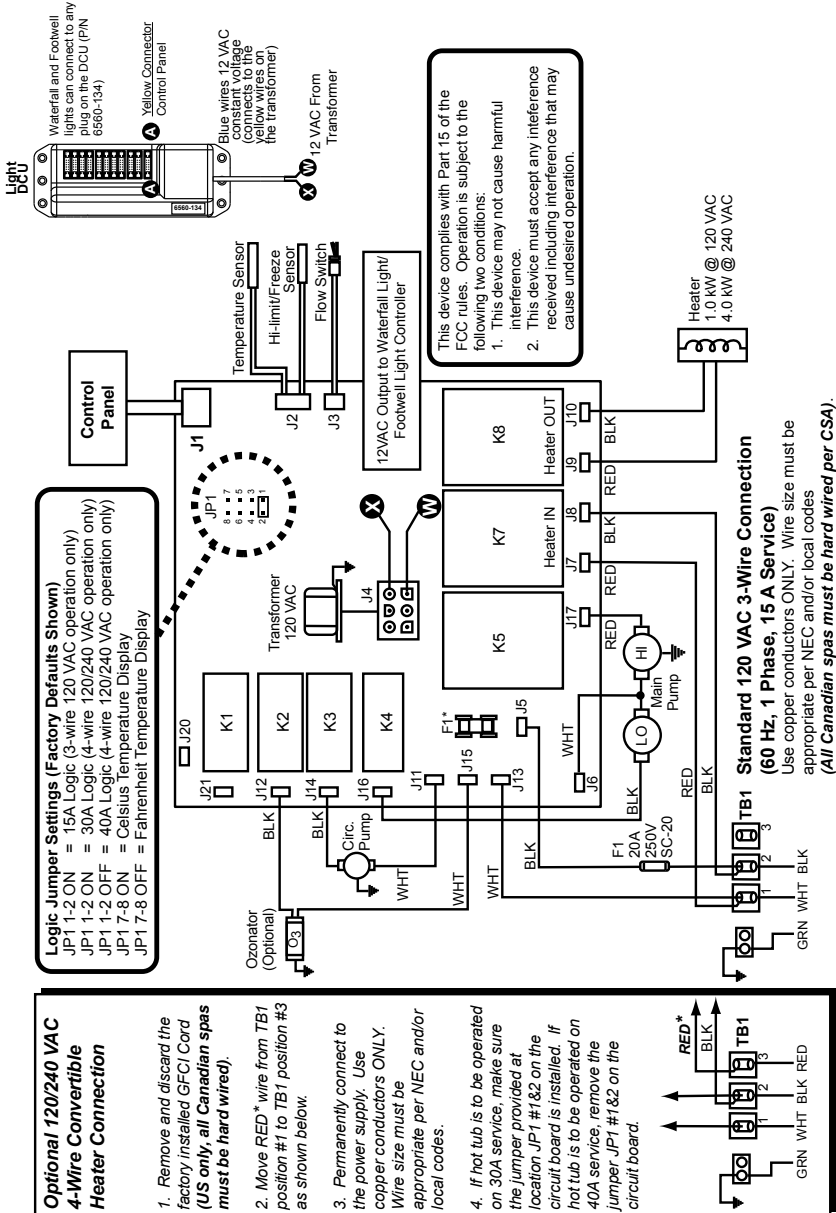 Optional 120/240 VAC
4-Wire Convertible
Heater Connection
1. Remove and discard the
factory installed GFCI Cord
(US only, all Canadian spas
must be hard wired).
2. Move RED* wire from TB1
position #1 to TB1 position #3
as shown below.
3. Permanently connect to
the power supply. Use
copper conductors ONLY.
Wire size must be
appropriate per NEC and/or
local codes.
4. If hot tub is to be operated
on 30A service, make sure
the jumper provided at
location JP1 #1&2 on the
circuit board is installed. If
hot tub is to be operated on
40A service, remove the
jumper JP1 #1&2 on the
circuit board.
RED*
BLK
TB1
1
2
3
GRN
WHT
BLK
RED
Logic Jumper Settings (Factory Defaults Shown)
JP1 1-2 ON = 15A Logic (3-wire 120 VAC operation only)
JP1 1-2 ON = 30A Logic (4-wire 120/240 VAC operation only)
JP1 1-2 OFF = 40A Logic (4-wire 120/240 VAC operation only)
JP1 7-8 ON = Celsius Temperature Display
JP1 7-8 OFF = Fahrenheit Temperature Display
Control
Panel
J1
JP1
8 7
6 5
4 3
2 1
Light
DCU
Waterfall and Footwell
lights can connect to any
plug on the DCU (P/N
6560-134)
A
A
Yellow Connector
Control Panel
6560-134
Blue wires 12 VAC
constant voltage
(connects to the
yellow wires on
the transformer)
X
W
12 VAC From
Transformer
Temperature Sensor
Hi-limit/Freeze
Sensor
J2
Flow Switch
J3
12VAC Output to Waterfall Light/
Footwell Light Controller
Transformer
120 VAC
J4
X
W
J20
J21
K1
J12
K2
J14
K3
J16
K4
BLK
BLK
Ozonator
(Optional)
O3
Circ.
Pump
WHT
WHT
WHT
J11
J15
J13
F1*
J5
J6
WHT
BLK
BLK
LO
HI
Main
Pump
K5
K7
K8
Heater IN
Heater OUT
J17
J7
J8
J9
J10
RED
RED
BLK
RED
BLK
This device complies with Part 15 of the
FCC rules. Operation is subject to the
following two conditions:
1. This device may not cause harmful
interference.
2. This device must accept any inteference
received including interference that may
cause undesired operation.
Heater
1.0 kW @ 120 VAC
4.0 kW @ 240 VAC
RED
BLK
F1
20A
250V
SC-20
TB1
1
2
3
GRN
WHT
BLK
Standard 120 VAC 3-Wire Connection
(60 Hz, 1 Phase, 15 A Service)
Use copper conductors ONLY. Wire size must be
appropriate per NEC and/or local codes
(All Canadian spas must be hard wired per CSA).